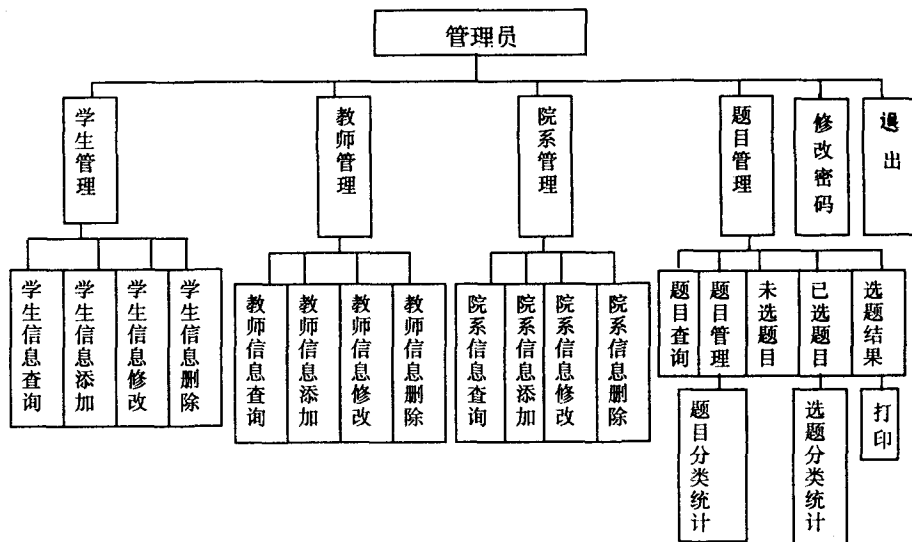 管理员
学生管理
教师管理
院系管理
题目管理
修改密码
退出
学生信息查询
学生信息添加
学生信息修改
学生信息删除
教师信息查询
教师信息添加
教师信息修改
教师信息删除
院系信息查询
院系信息添加
院系信息修改
院系信息删除
题目查询
题目管理
未选题目
已选题目
选题结果
题目分类统计
选题分类统计
打印